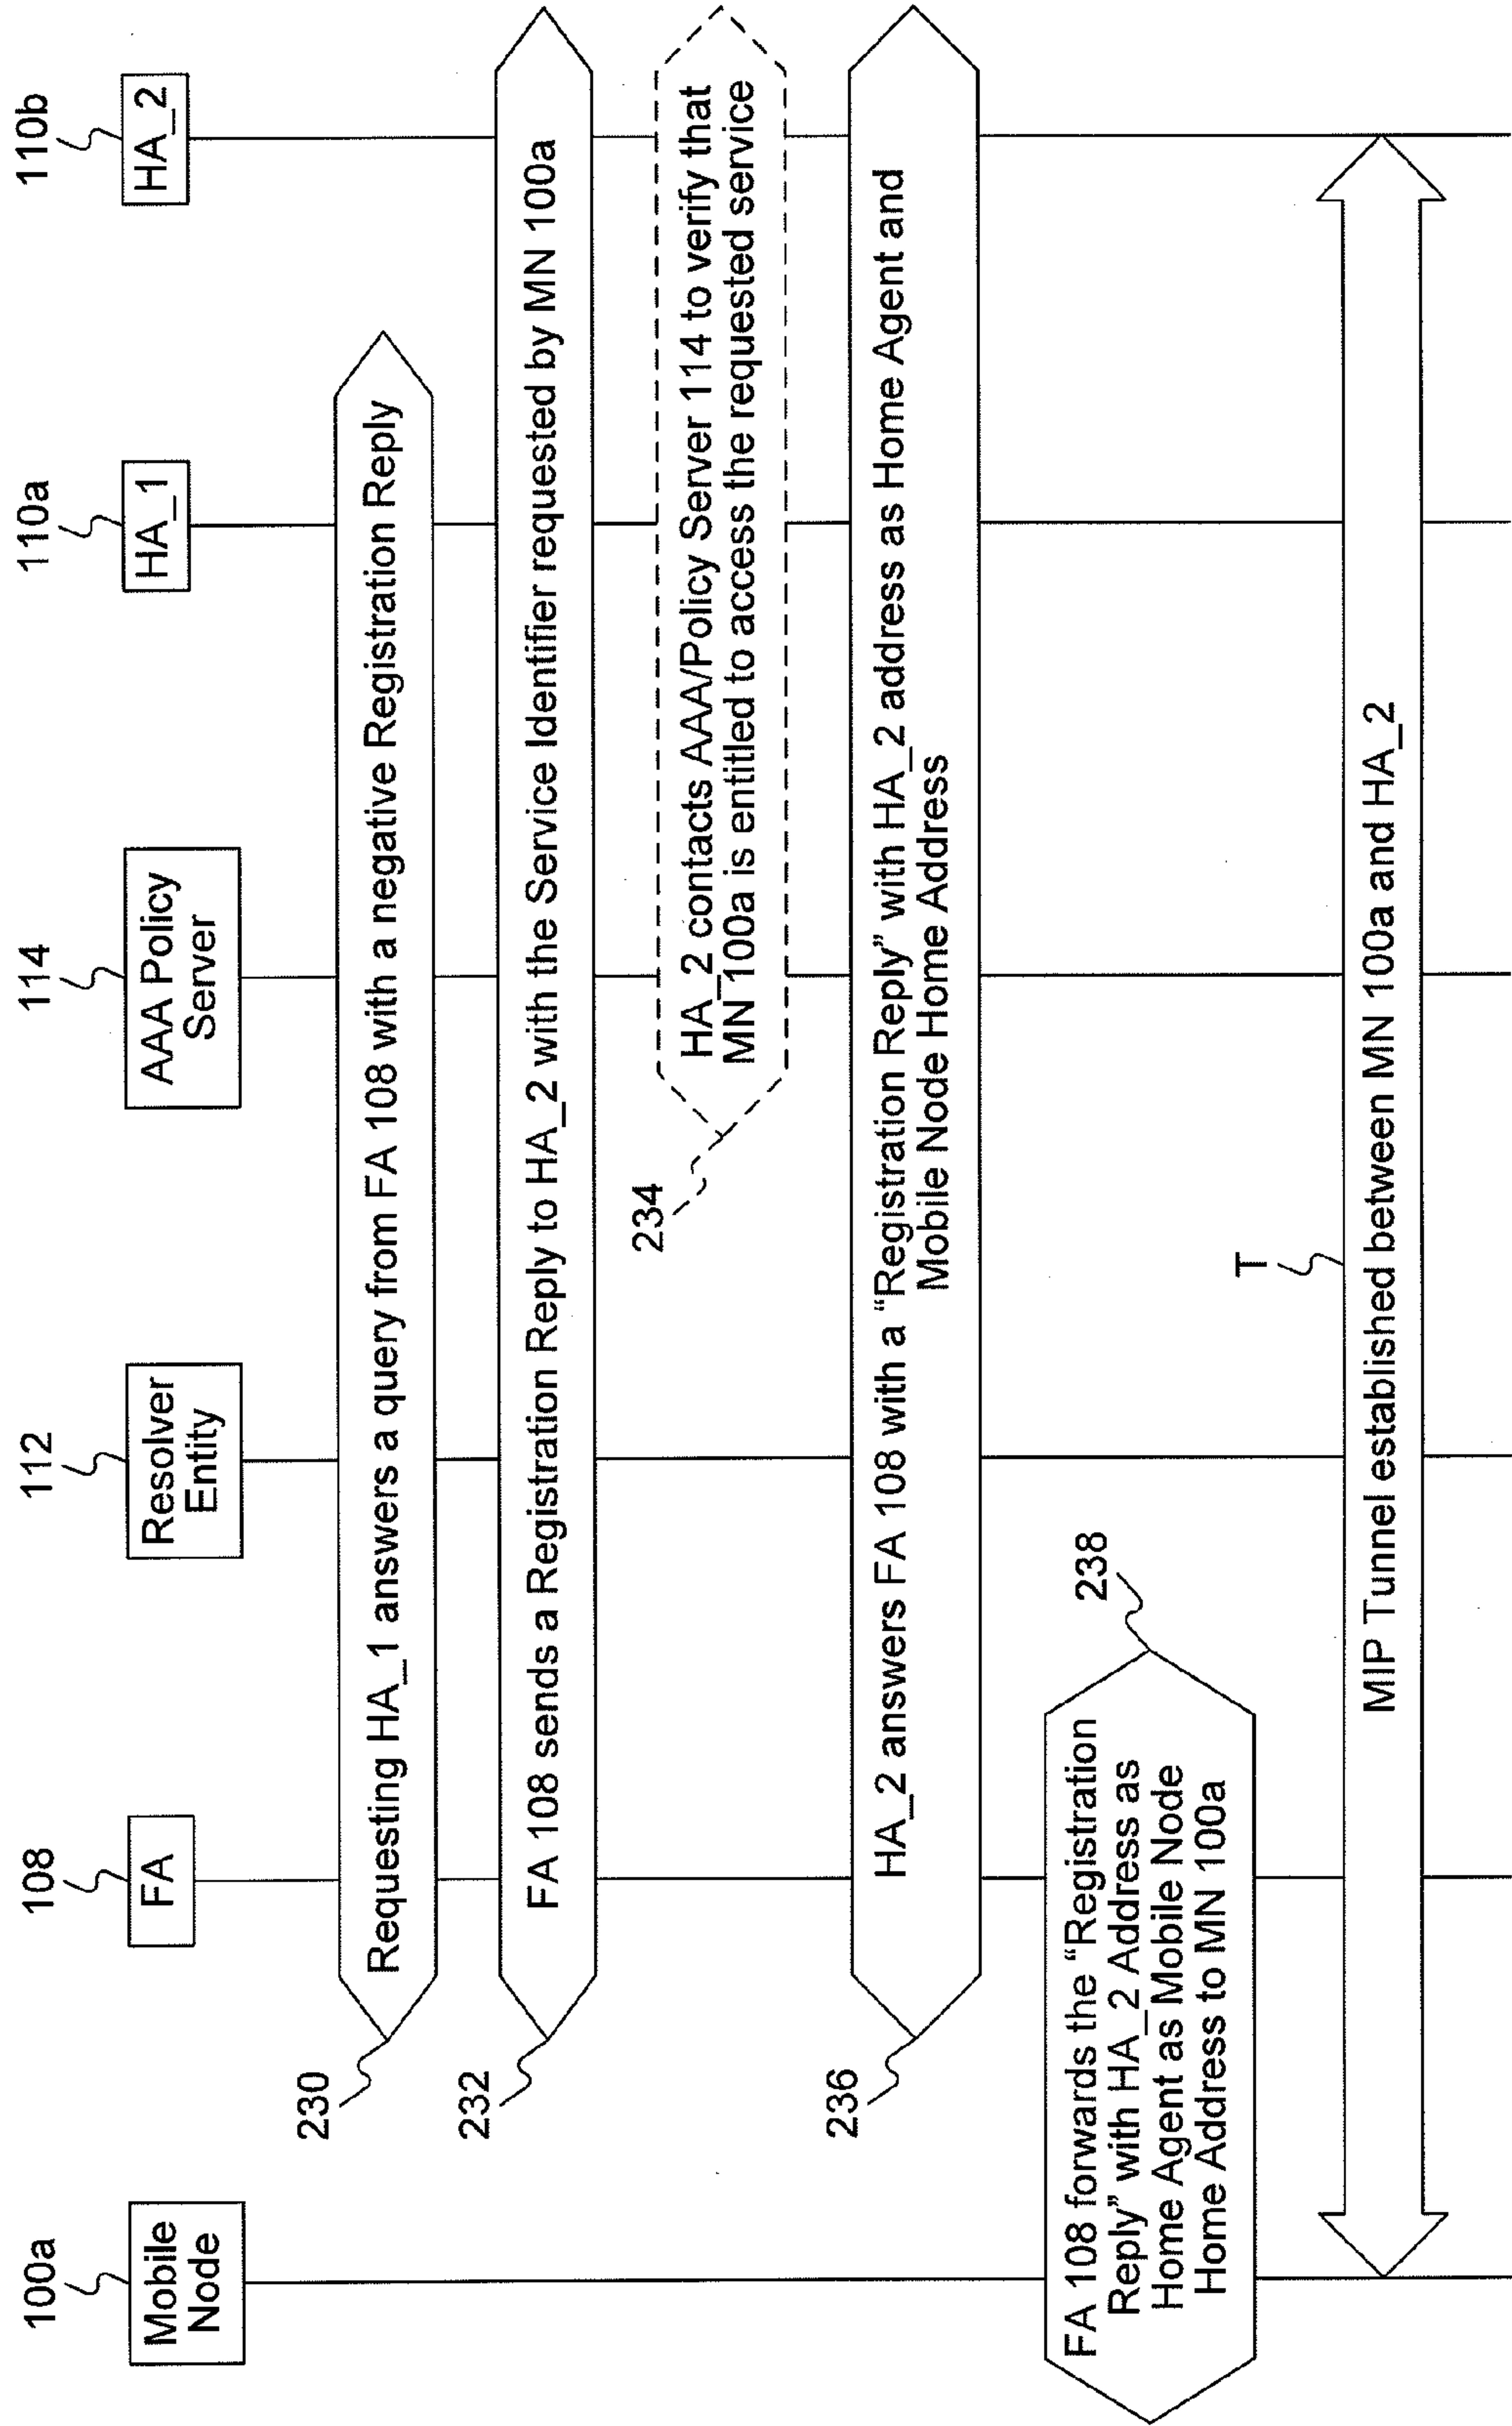 100a
108
112
114
110a
110b
Mobile
Node
FA
Resolver
Entity
AAA Policy
Server
HA_1
HA_2
230
Requesting HA_1 answers a query from FA 108 with a negative Registration Reply
232
FA 108 sends a Registration Reply to HA_2 with the Service Identifier requested by MN 100a
234
HA_2 contacts AAA/Policy Server 114 to verify that
MN 100a is entitled to access the requested service
236
HA_2 answers FA 108 with a “Registration Reply” with HA_2 address as Home Agent and
Mobile Node Home Address
238
FA 108 forwards the “Registration
Reply” with HA_2 Address as
Home Agent as Mobile Node
Home Address to MN 100a
T
MIP Tunnel established between MN 100a and HA_2